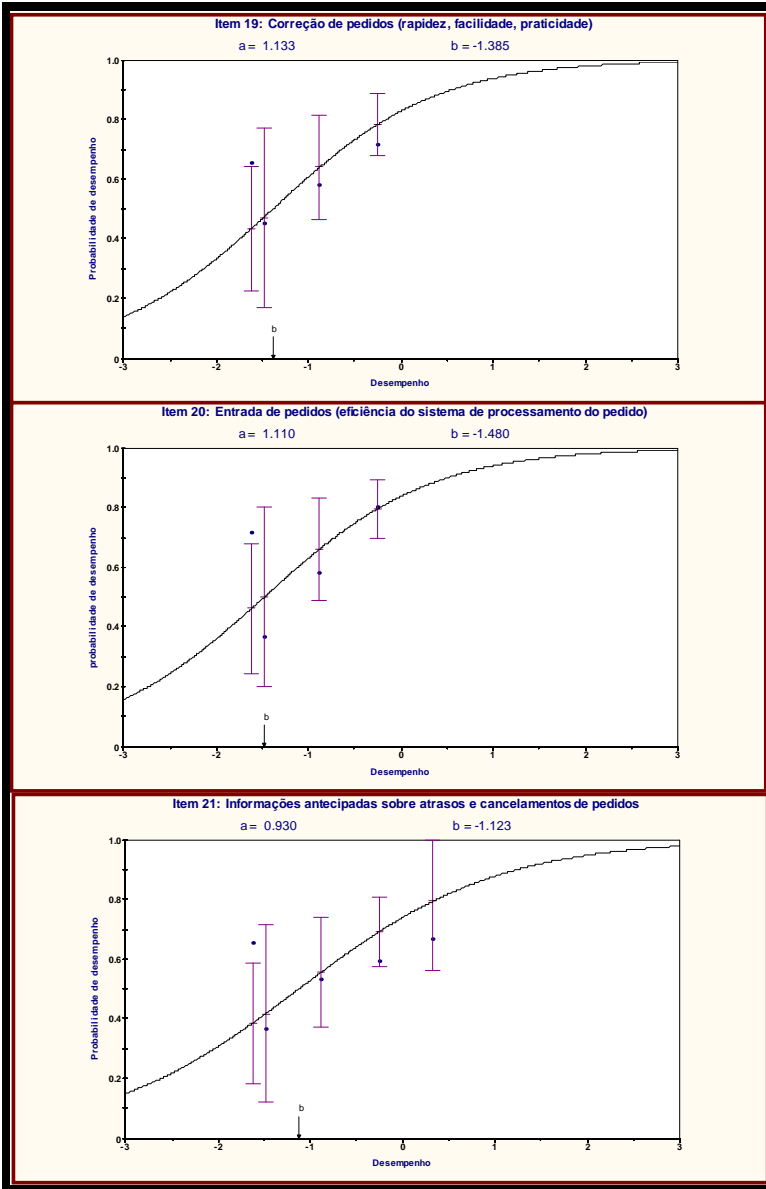 Item 19: Correção de pedidos (rapidez, facilidade, praticidade)
a = 1.133 b = -1.385
1.0
0.8
0.6
0.4
0.2
0
Probabilidade de desempenho
b
-3 -2 -1 0 1 2 3
Desempenho
Item 20: Entrada de pedidos (eficiência do sistema de processamento do pedido)
a = 1.110 b = -1.480
1.0
0.8
0.6
0.4
0.2
0
probabilidade de desempenho
b
-3 -2 -1 0 1 2 3
Desempenho
Item 21: Informações antecipadas sobre atrasos e cancelamentos de pedidos
a = 0.930 b = -1.123
1.0
0.8
0.6
0.4
0.2
0
Probabilidade de desempenho
b
-3 -2 -1 0 1 2 3
Desempenho